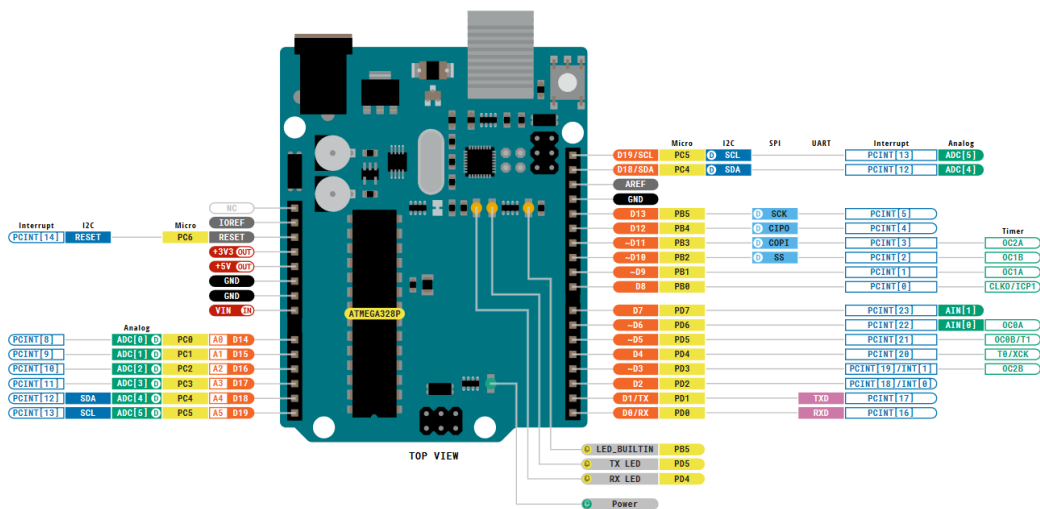 Micro I2C SPI UART Interrupt Analog
D19/SCL PC5 D SCL PCINT[13] ADC[5]
D18/SDA PC4 D SDA PCINT[12] ADC[4]
AREF
GND
D13 PB5 D SCK PCINT[5]
D12 PB4 D CIPO PCINT[4]
Timer
~D11 PB3 D COPI PCINT[3] OC2A
~D10 PB2 D SS PCINT[2] OC1B
~D9 PB1 PCINT[1] OC1A
D8 PB0 PCINT[0] CLKO/ICP1
D7 PD7 PCINT[23] AIN[1]
~D6 PD6 PCINT[22] AIN[0] OC0A
~D5 PD5 PCINT[21] OC0B/T1
D4 PD4 PCINT[20] T0/XCK
~D3 PD3 PCINT[19]/INT[1] OC2B
D2 PD2 PCINT[18]/INT[0]
D1/TX PD1 TXD PCINT[17]
D0/RX PD0 RXD PCINT[16]
NC
IOREF
Interrupt I2C Micro
PCINT[14] RESET PC6 RESET
+3V3 OUT
+5V OUT
GND
GND
VIN IN
ATMEGA328P
Analog
PCINT[8] ADC[0] D PC0 A0 D14
PCINT[9] ADC[1] D PC1 A1 D15
PCINT[10] ADC[2] D PC2 A2 D16
PCINT[11] ADC[3] D PC3 A3 D17
PCINT[12] SDA ADC[4] D PC4 A4 D18
PCINT[13] SCL ADC[5] D PC5 A5 D19
TOP VIEW
LED_BUILTIN PB5
TX LED PD5
RX LED PD4
Power